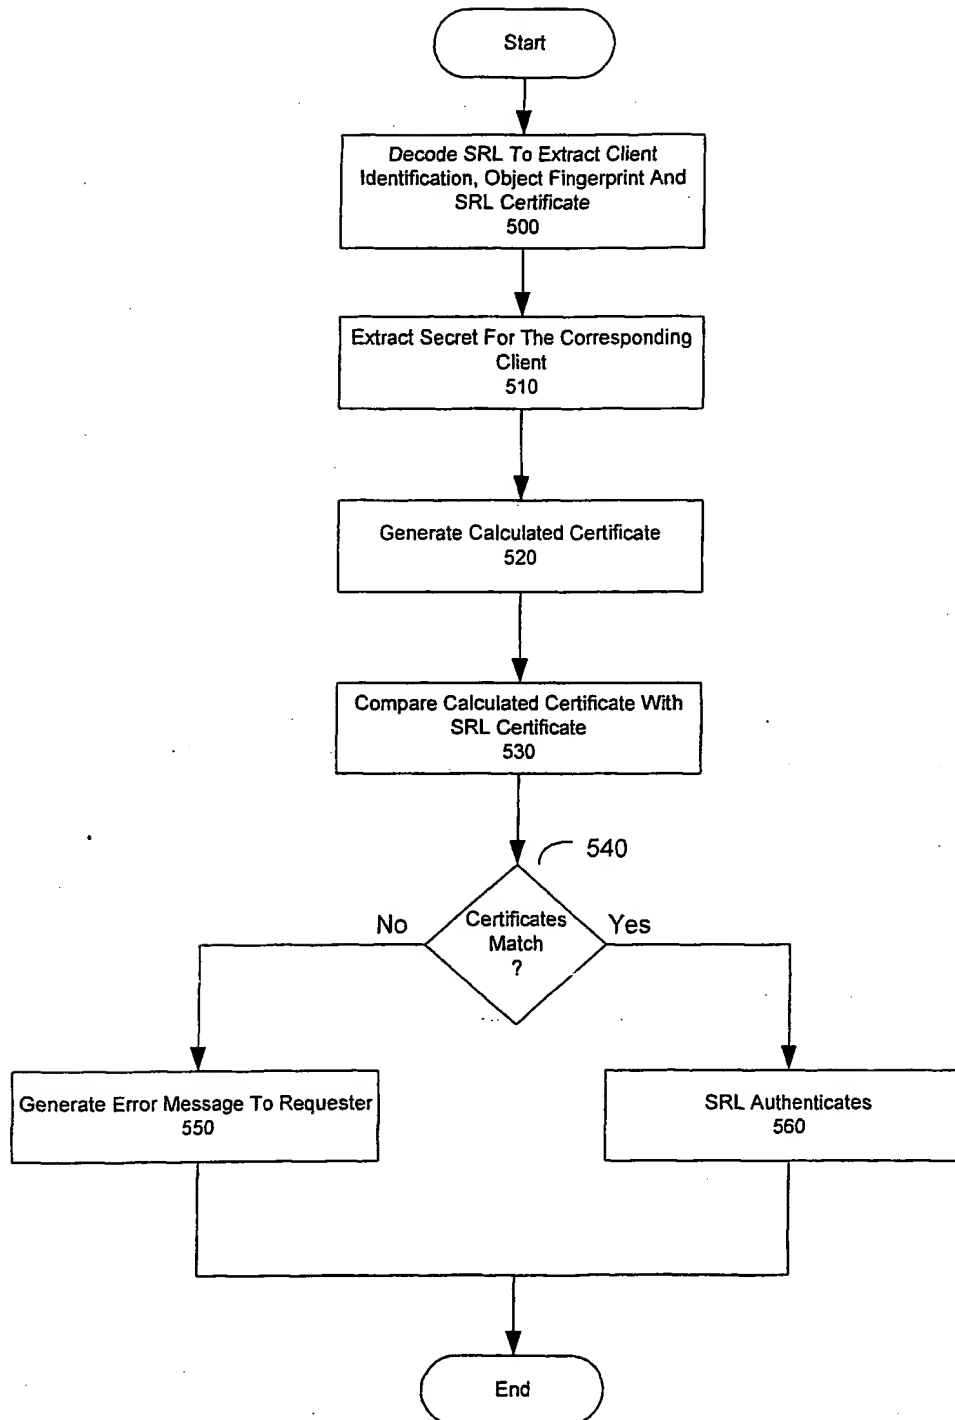 Start
Decode SRL To Extract Client
Identification, Object Fingerprint And
SRL Certificate
500
Extract Secret For The Corresponding
Client
510
Generate Calculated Certificate
520
Compare Calculated Certificate With
SRL Certificate
530
540
No
Certificates
Match
?
Yes
Generate Error Message To Requester
550
SRL Authenticates
560
End